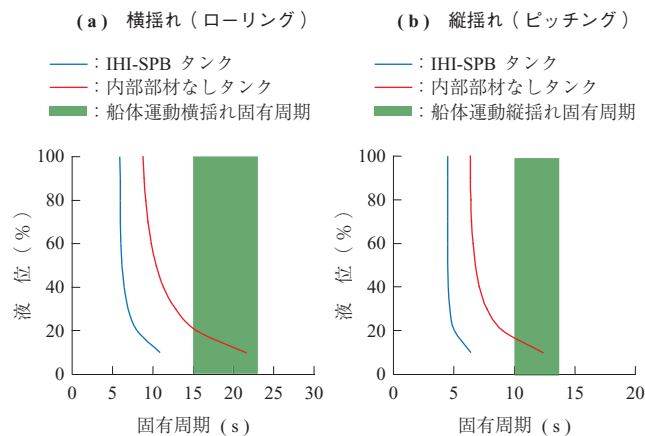 (a) 横揺れ(ローリング)
：IHI-SPB タンク
：内部部材なしタンク
：船体運動横揺れ固有周期
100
80
60
40
20
0
液 位 (%)
0 5 10 15 20 25 30
固有周期 (s)
(b) 縦揺れ(ピッチング)
：IHI-SPB タンク
：内部部材なしタンク
：船体運動縦揺れ固有周期
100
80
60
40
20
0
液 位 (%)
0 5 10 15 20
固有周期 (s)